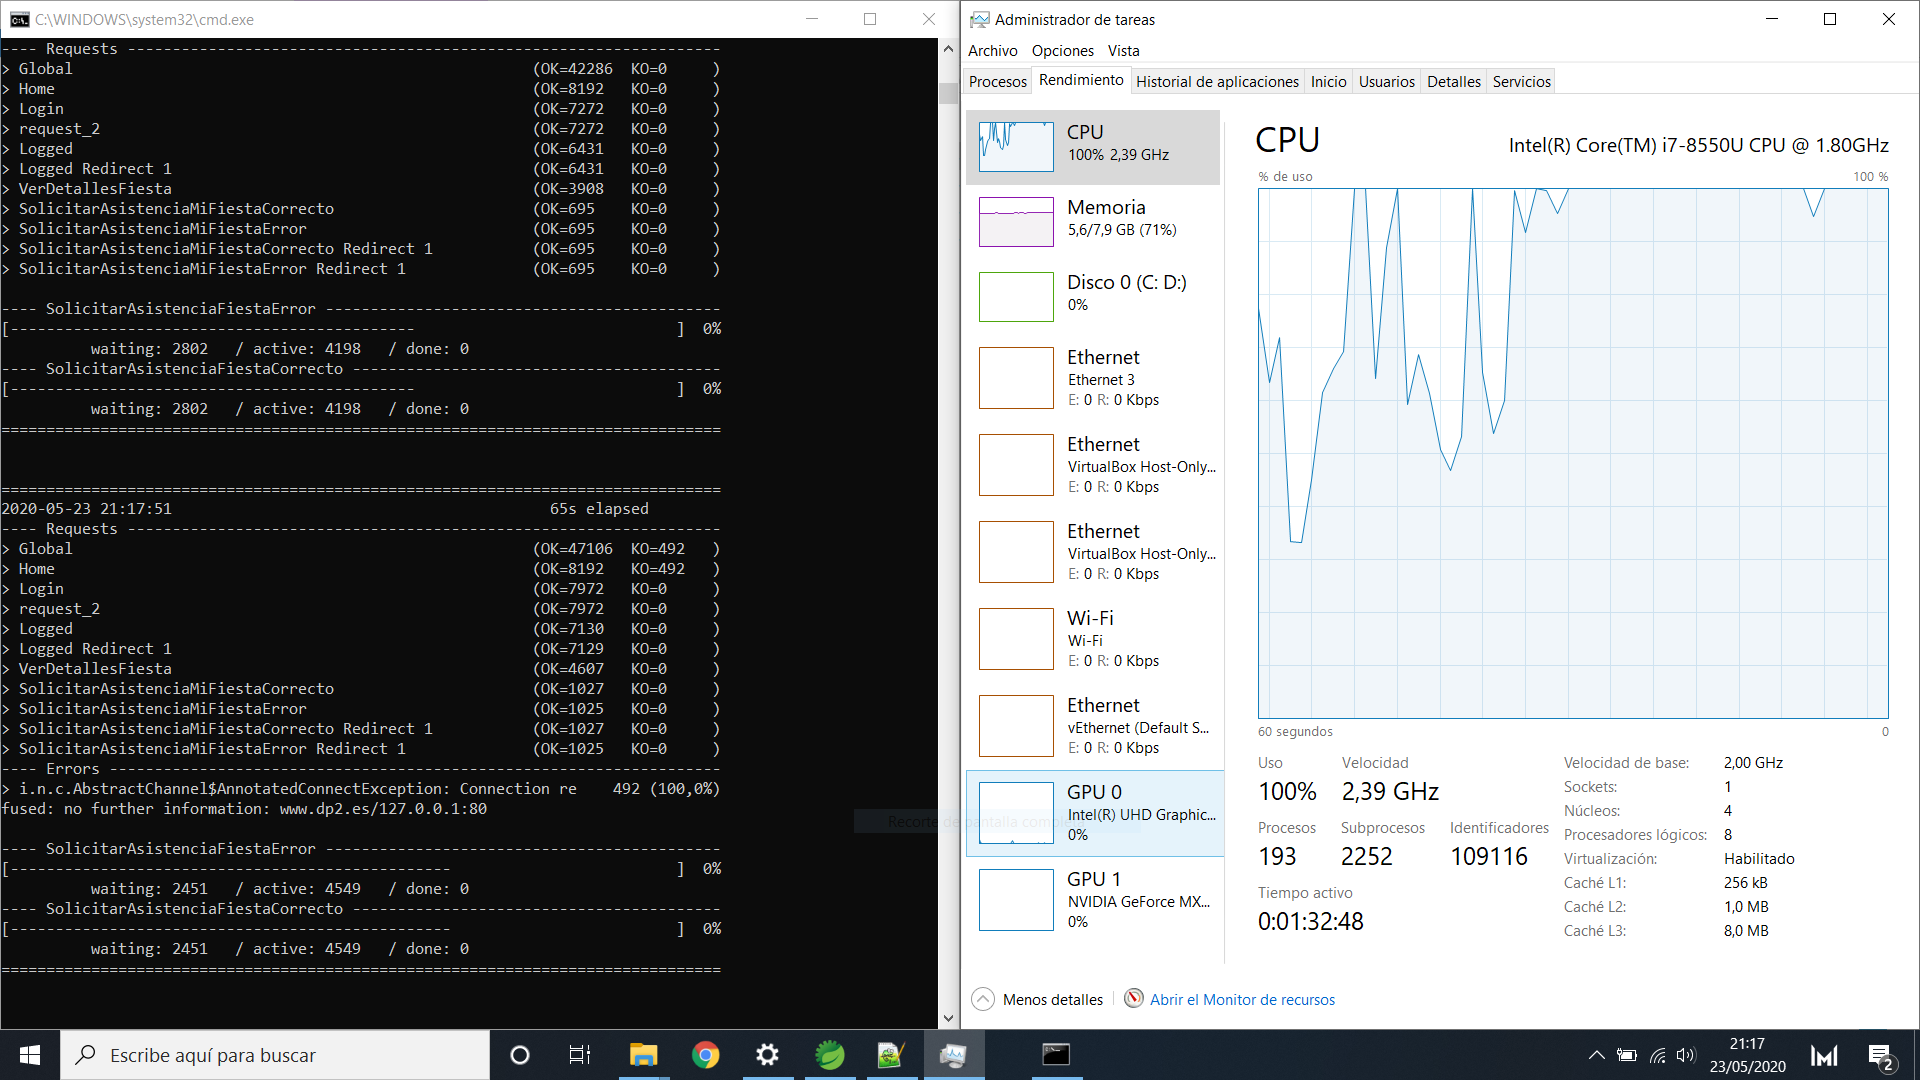 C:\WINDOWS\system32\cmd.exe
---- Requests ------------------------------------------------------------------
> Global (OK=42286 KO=0 )
> Home (OK=8192 KO=0 )
> Login (OK=7272 KO=0 )
> request_2 (OK=7272 KO=0 )
> Logged (OK=6431 KO=0 )
> Logged Redirect 1 (OK=6431 KO=0 )
> VerDetallesFiesta (OK=3908 KO=0 )
> SolicitarAsistenciaMiFiestaCorrecto (OK=695 KO=0 )
> SolicitarAsistenciaMiFiestaError (OK=695 KO=0 )
> SolicitarAsistenciaMiFiestaCorrecto Redirect 1 (OK=695 KO=0 )
> SolicitarAsistenciaMiFiestaError Redirect 1 (OK=695 KO=0 )
---- SolicitarAsistenciaFiestaError --------------------------------------------
[--------------------------------------------- ] 0%
waiting: 2802 / active: 4198 / done: 0
---- SolicitarAsistenciaFiestaCorrecto -----------------------------------------
[--------------------------------------------- ] 0%
waiting: 2802 / active: 4198 / done: 0
================================================================================
================================================================================
2020-05-23 21:17:51 65s elapsed
---- Requests ------------------------------------------------------------------
> Global (OK=47106 KO=492 )
> Home (OK=8192 KO=492 )
> Login (OK=7972 KO=0 )
> request_2 (OK=7972 KO=0 )
> Logged (OK=7130 KO=0 )
> Logged Redirect 1 (OK=7129 KO=0 )
> VerDetallesFiesta (OK=4607 KO=0 )
> SolicitarAsistenciaMiFiestaCorrecto (OK=1027 KO=0 )
> SolicitarAsistenciaMiFiestaError (OK=1025 KO=0 )
> SolicitarAsistenciaMiFiestaCorrecto Redirect 1 (OK=1027 KO=0 )
> SolicitarAsistenciaMiFiestaError Redirect 1 (OK=1025 KO=0 )
---- Errors --------------------------------------------------------------------
> i.n.c.AbstractChannel$AnnotatedConnectException: Connection re 492 (100,0%)
fused: no further information: www.dp2.es/127.0.0.1:80
---- SolicitarAsistenciaFiestaError --------------------------------------------
[------------------------------------------------- ] 0%
waiting: 2451 / active: 4549 / done: 0
---- SolicitarAsistenciaFiestaCorrecto -----------------------------------------
[------------------------------------------------- ] 0%
waiting: 2451 / active: 4549 / done: 0
================================================================================
Administrador de tareas
Archivo Opciones Vista
Procesos Rendimiento Historial de aplicaciones Inicio Usuarios Detalles Servicios
CPU
100% 2,39 GHz
Memoria
5,6/7,9 GB (71%)
Disco 0 (C: D:)
0%
Ethernet
Ethernet 3
E: 0 R: 0 Kbps
Ethernet
VirtualBox Host-Only...
E: 0 R: 0 Kbps
Ethernet
VirtualBox Host-Only...
E: 0 R: 0 Kbps
Wi-Fi
Wi-Fi
E: 0 R: 0 Kbps
Ethernet
vEthernet (Default S...
E: 0 R: 0 Kbps
GPU 0
Intel(R) UHD Graphic...
0%
Recorte de pantalla
GPU 1
NVIDIA GeForce MX...
0%
CPU Intel(R) Core(TM) i7-8550U CPU @ 1.80GHz
% de uso 100 %
60 segundos 0
Uso Velocidad
100% 2,39 GHz
Procesos Subprocesos Identificadores
193 2252 109116
Tiempo activo
0:01:32:48
Velocidad de base: 2,00 GHz
Sockets: 1
Núcleos: 4
Procesadores lógicos: 8
Virtualización: Habilitado
Caché L1: 256 kB
Caché L2: 1,0 MB
Caché L3: 8,0 MB
Menos detalles Abrir el Monitor de recursos
Escribe aquí para buscar
21:17
23/05/2020
2